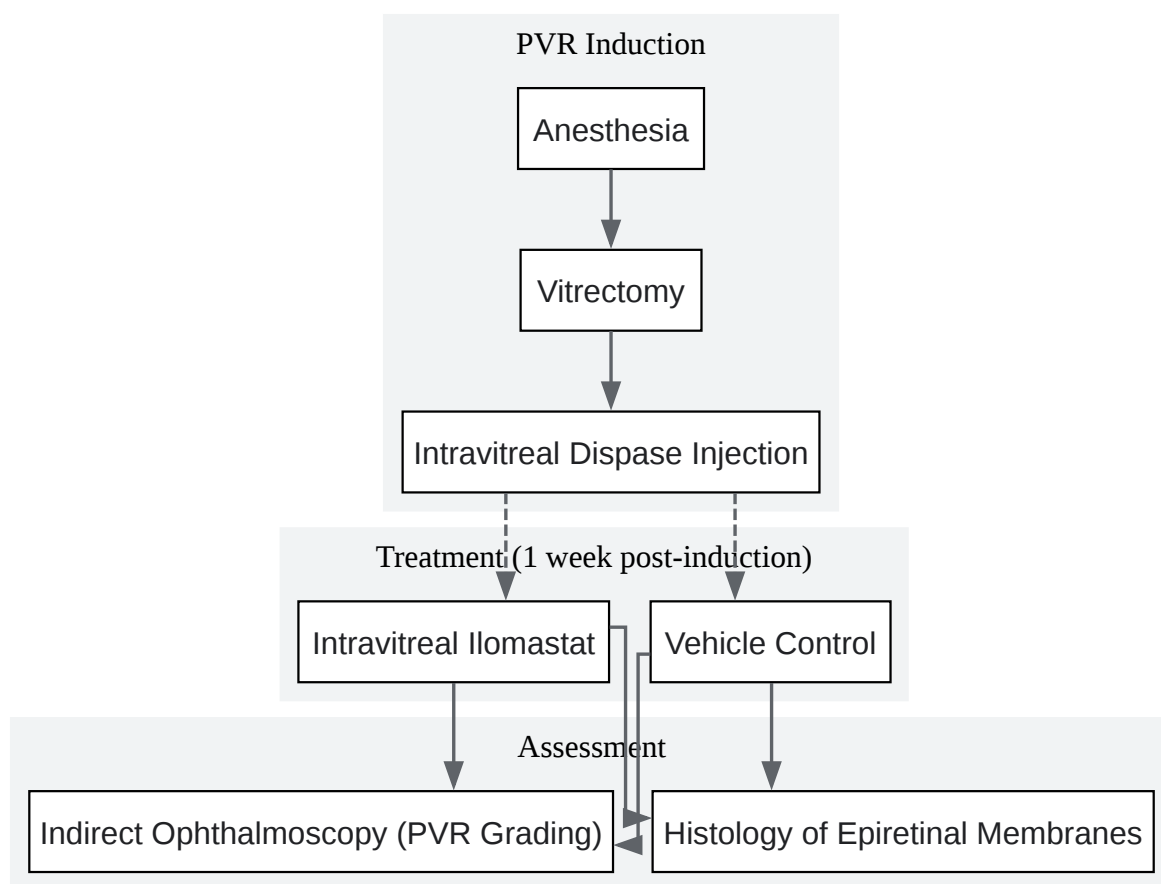 PVR Induction
Anesthesia
Vitrectomy
Intravitreal Dispase Injection
Treatment (1 week post-induction)
Intravitreal Ilomastat
Vehicle Control
Assessment
Indirect Ophthalmoscopy (PVR Grading)
Histology of Epiretinal Membranes